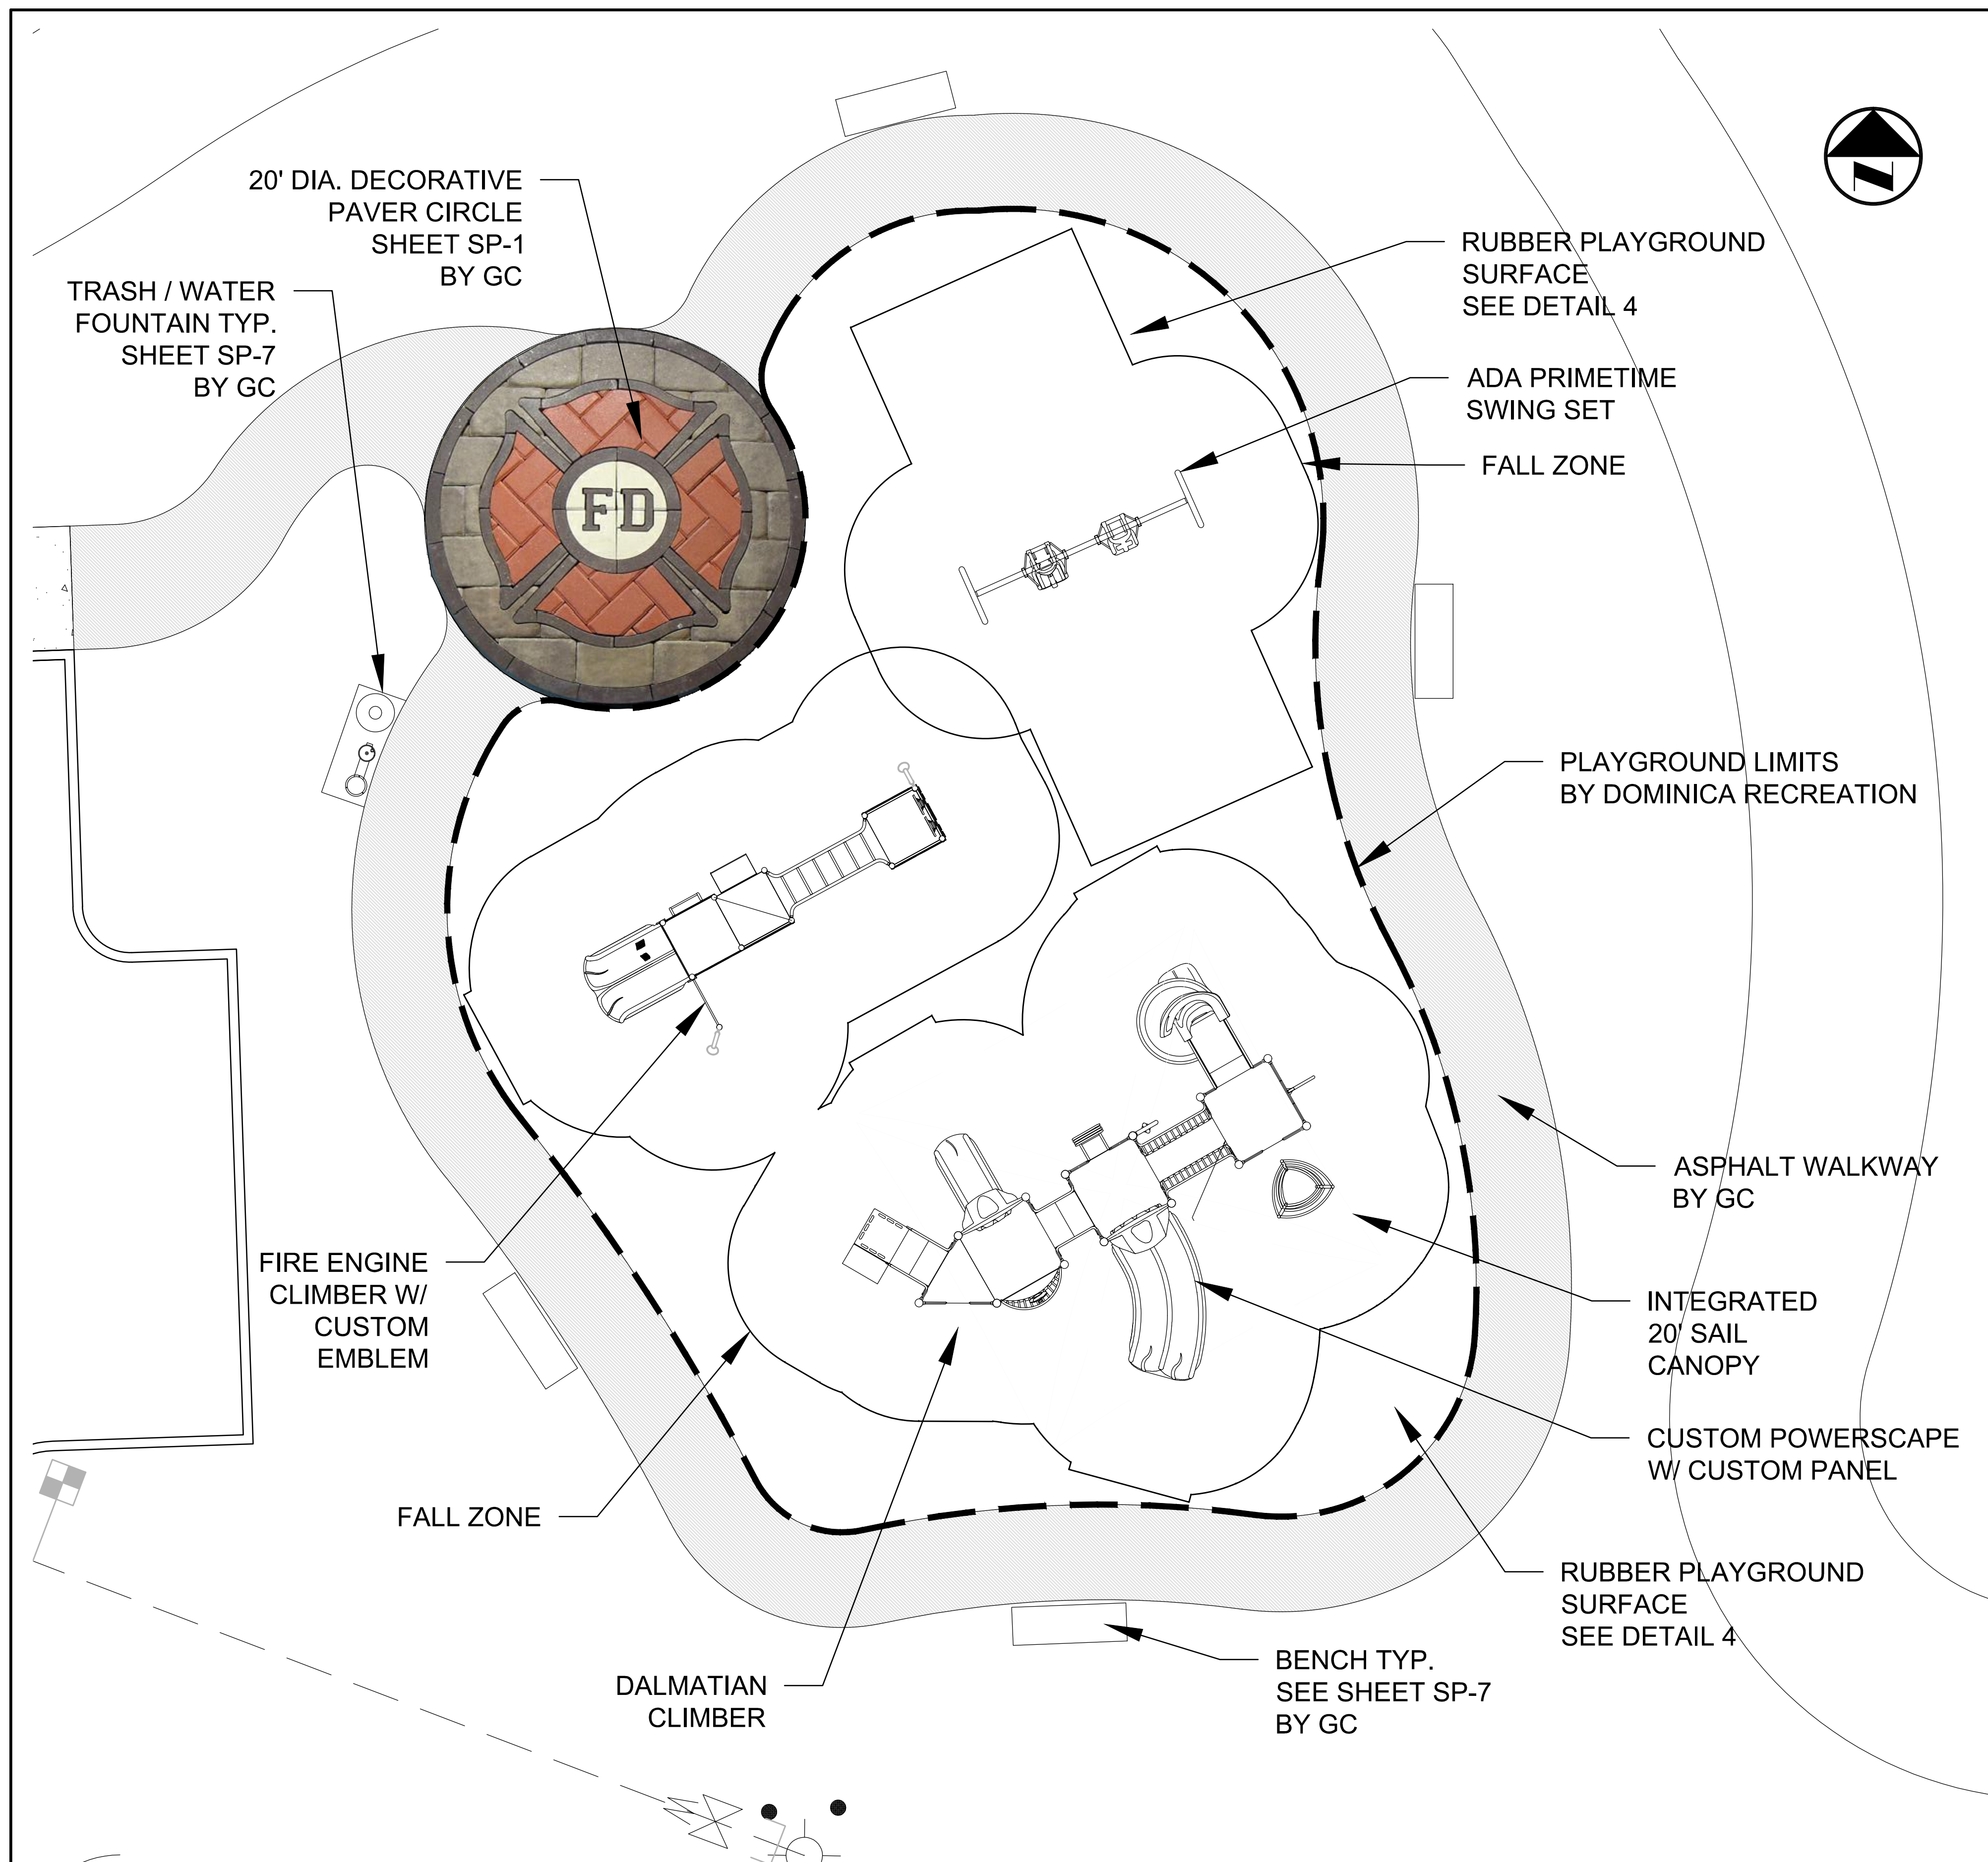 20' DIA. DECORATIVE
PAVER CIRCLE
SHEET SP-1
BY GC
TRASH / WATER
FOUNTAIN TYP.
SHEET SP-7
BY GC
FD
N
RUBBER PLAYGROUND
SURFACE
SEE DETAIL 4
ADA PRIMETIME
SWING SET
FALL ZONE
PLAYGROUND LIMITS
BY DOMINICA RECREATION
ASPHALT WALKWAY
BY GC
FIRE ENGINE
CLIMBER W/
CUSTOM
EMBLEM
INTEGRATED
20' SAIL
CANOPY
CUSTOM POWERSCAPE
W/ CUSTOM PANEL
FALL ZONE
RUBBER PLAYGROUND
SURFACE
SEE DETAIL 4
DALMATIAN
CLIMBER
BENCH TYP.
SEE SHEET SP-7
BY GC